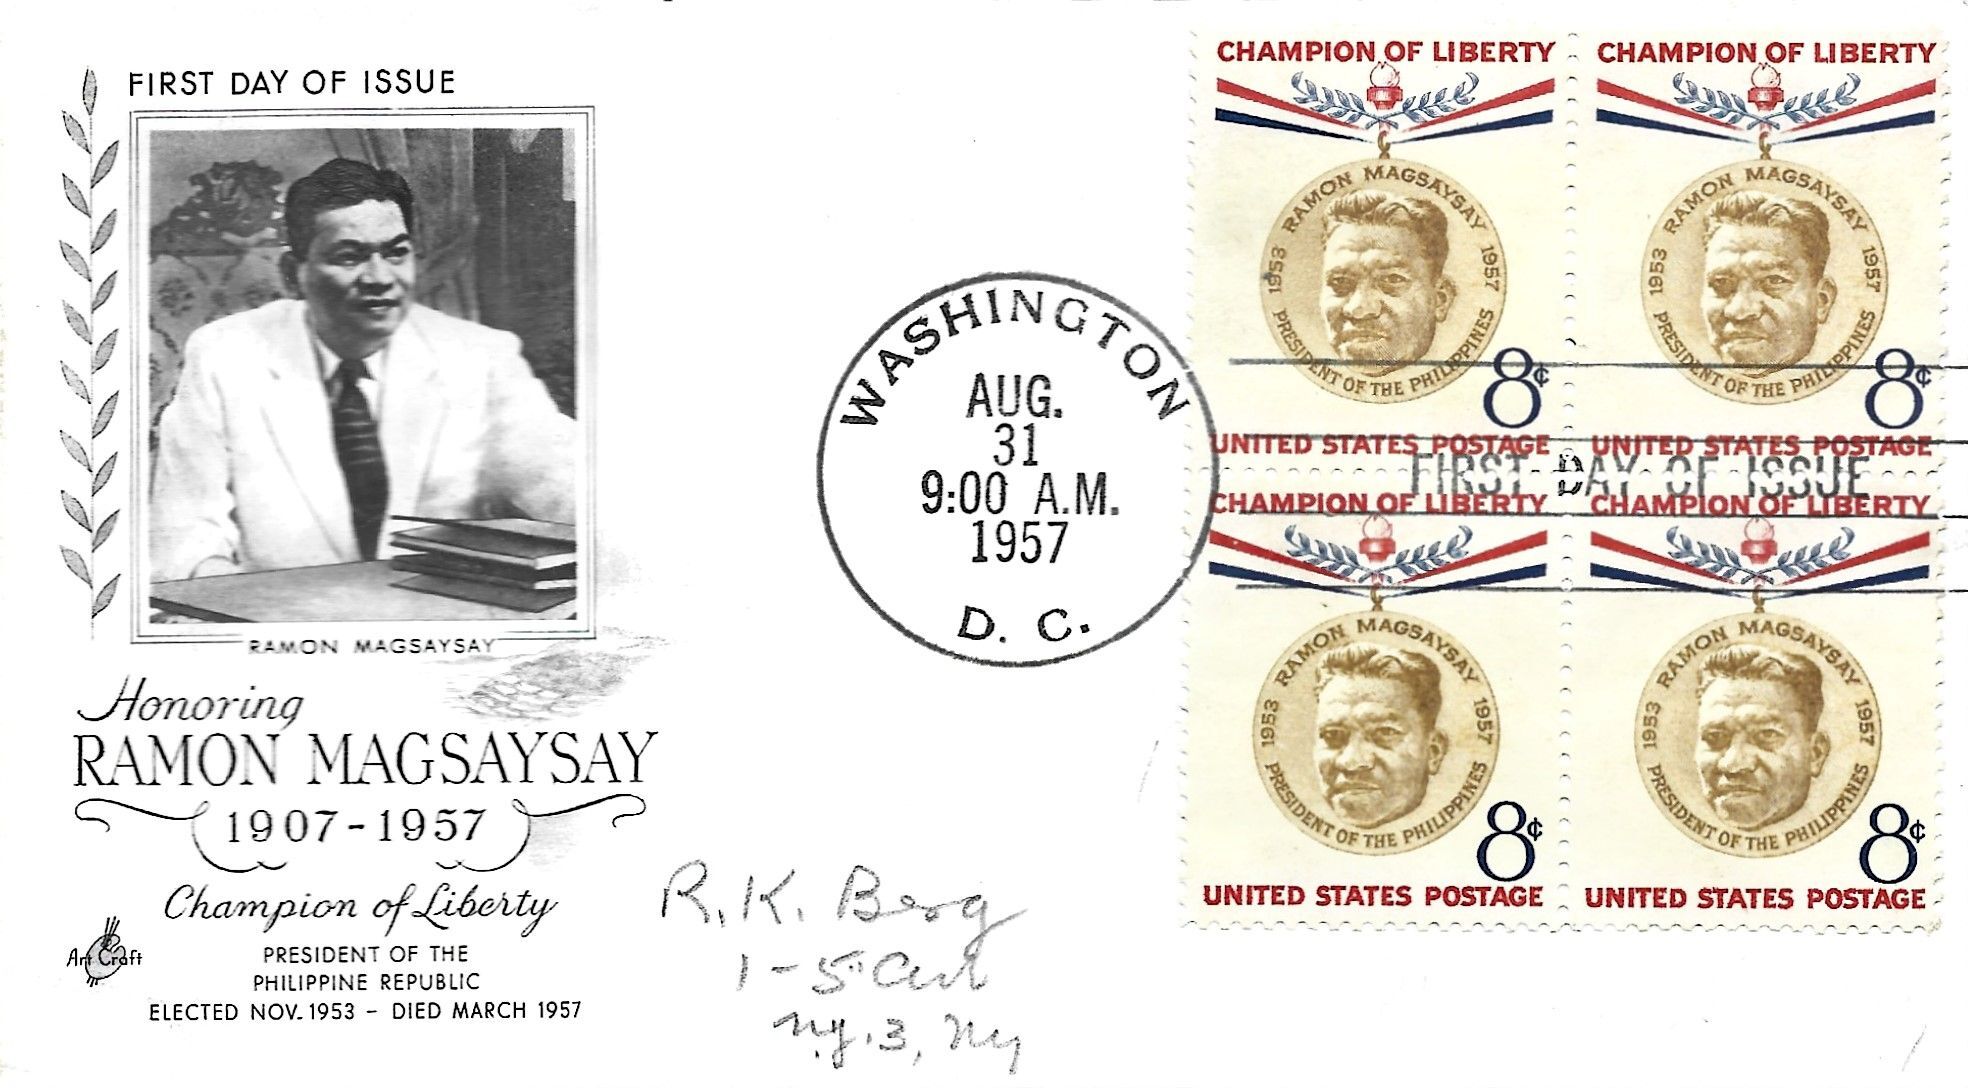 FIRST DAY OF ISSUE
RAMON MAGSAYSAY
Honoring
RAMON MAGSAYSAY
1907-1957
Champion of Liberty
PRESIDENT OF THE
PHILIPPINE REPUBLIC
ELECTED NOV. 1953 - DIED MARCH 1957
Art Craft
WASHINGTON
AUG.
31
9:00 A.M.
1957
D. C.
R. K. Berg
1-5
N.Y. 3, NY
CHAMPION OF LIBERTY
RAMON MAGSAYSAY
1953 1957
PRESIDENT OF THE PHILIPPINES
8¢
UNITED STATES POSTAGE
CHAMPION OF LIBERTY
RAMON MAGSAYSAY
1953 1957
PRESIDENT OF THE PHILIPPINES
8¢
UNITED STATES POSTAGE
FIRST DAY OF ISSUE
CHAMPION OF LIBERTY
RAMON MAGSAYSAY
1953 1957
PRESIDENT OF THE PHILIPPINES
8¢
UNITED STATES POSTAGE
CHAMPION OF LIBERTY
RAMON MAGSAYSAY
1953 1957
PRESIDENT OF THE PHILIPPINES
8¢
UNITED STATES POSTAGE